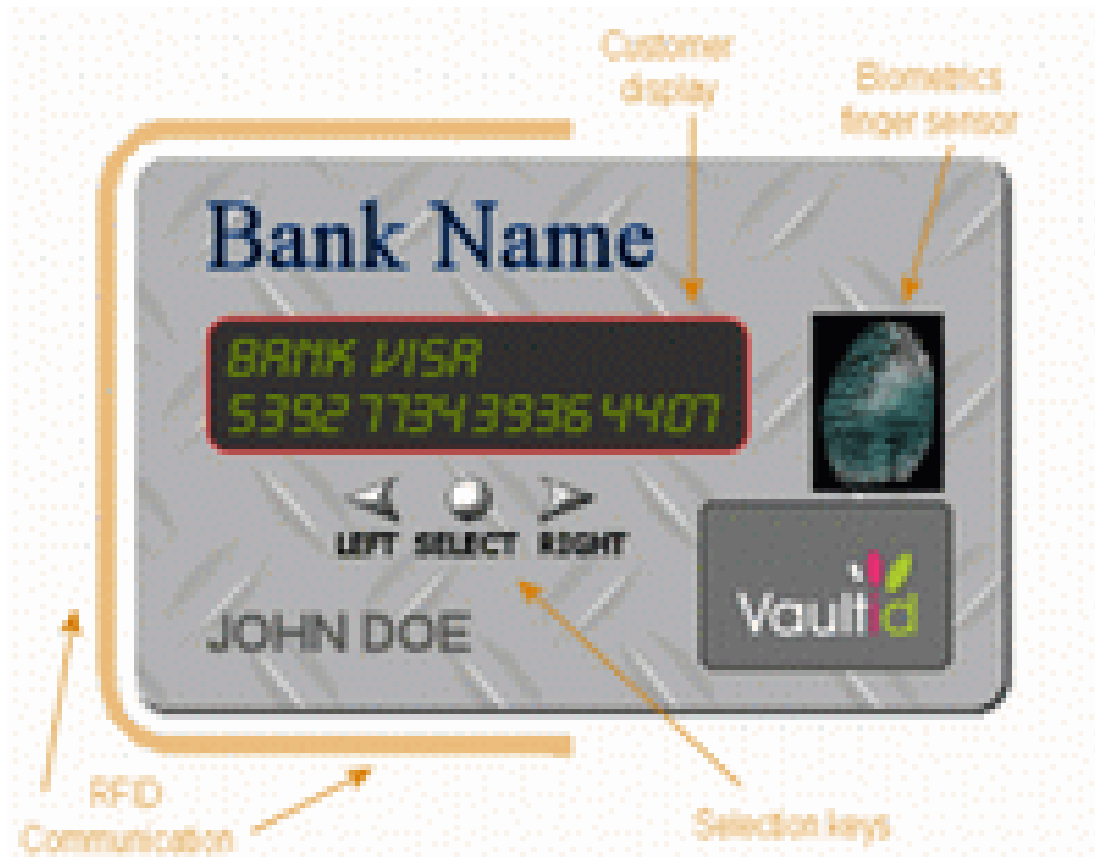 Customer
display
Biometrics
finger sensor
Bank Name
BANK VISA
5392 7734 3936 4407
LEFT SELECT RIGHT
Vaultid
JOHN DOE
RFID
Communication
Selection keys